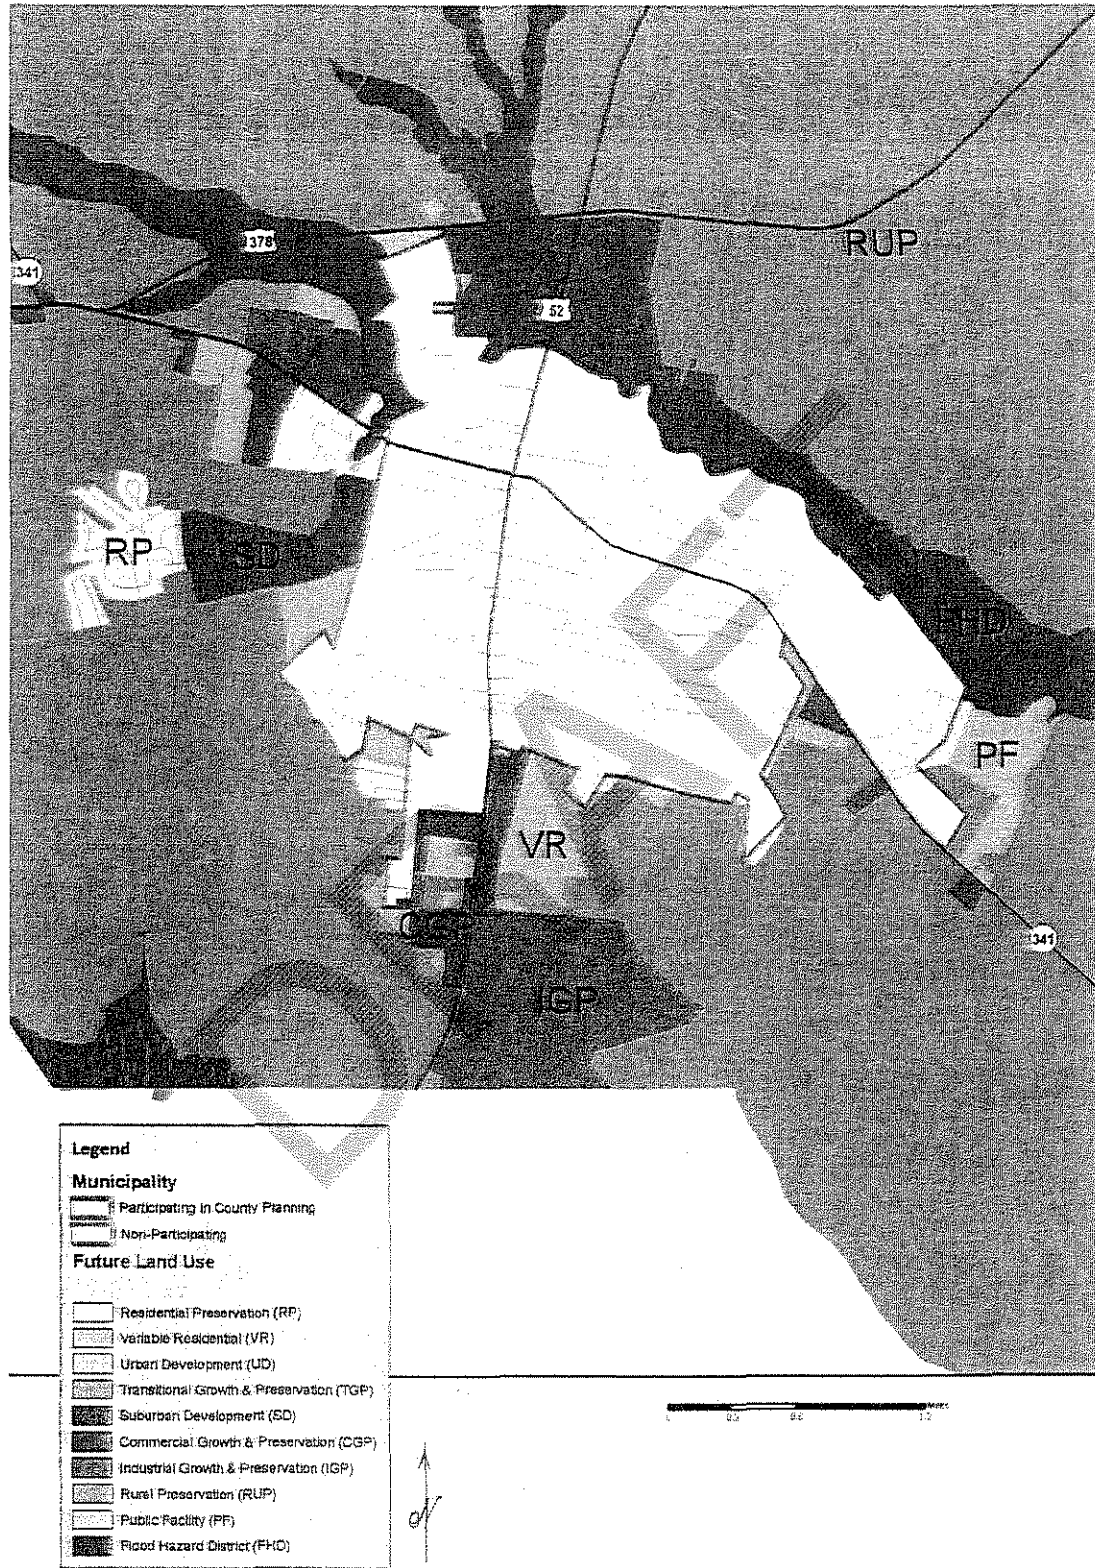 378
RUP
341
52
RP
SD
FHD
PF
VR
CGP
341
IGP
Legend
Municipality
Participating in County Planning
Non-Participating
Future Land Use
Residential Preservation (RP)
Variable Residential (VR)
Urban Development (UD)
Transitional Growth & Preservation (TGP)
Suburban Development (SD)
Commercial Growth & Preservation (CGP)
Industrial Growth & Preservation (IGP)
Rural Preservation (RUP)
Public Facility (PF)
Flood Hazard District (FHD)
N